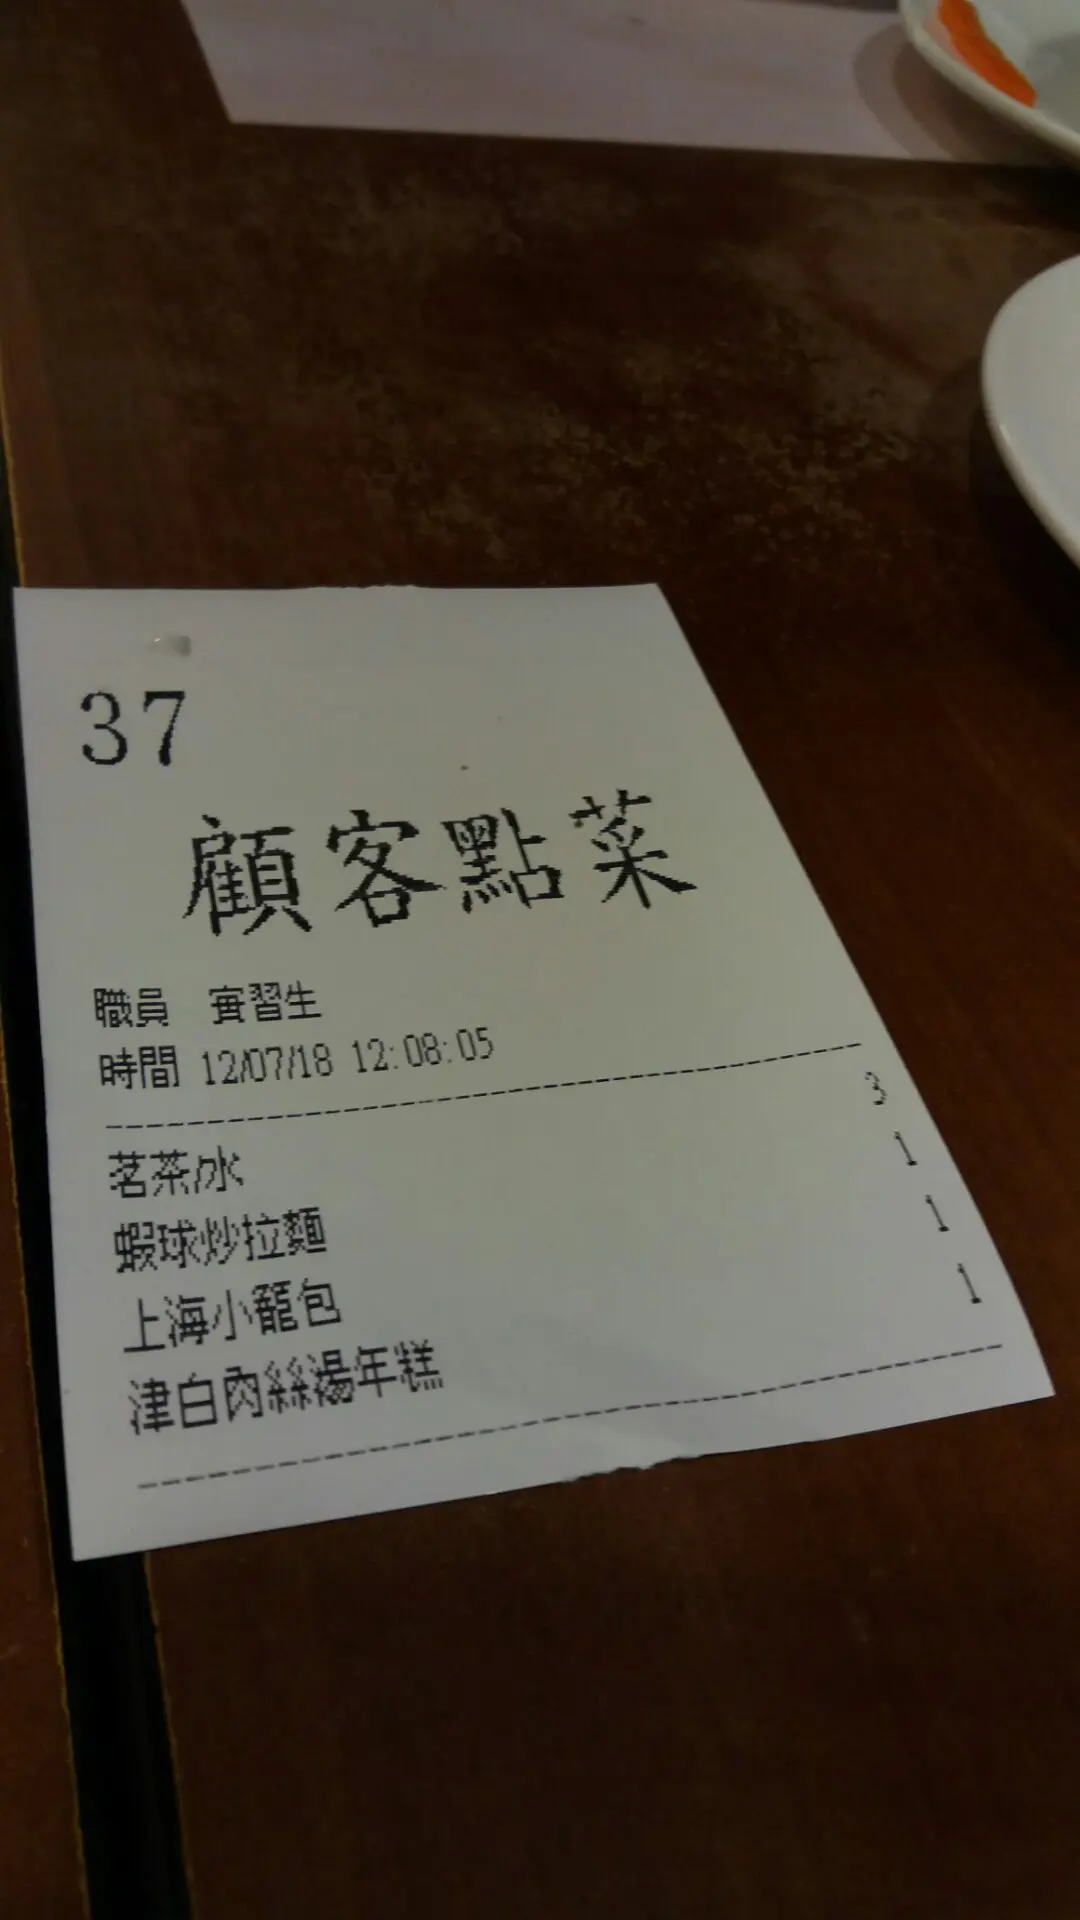 37
顧客點菜
職員 實習生
時間 12/07/18 12:08:05
茗茶/水 3
蝦球炒拉麵 1
上海小籠包 1
津白肉絲湯年糕 1